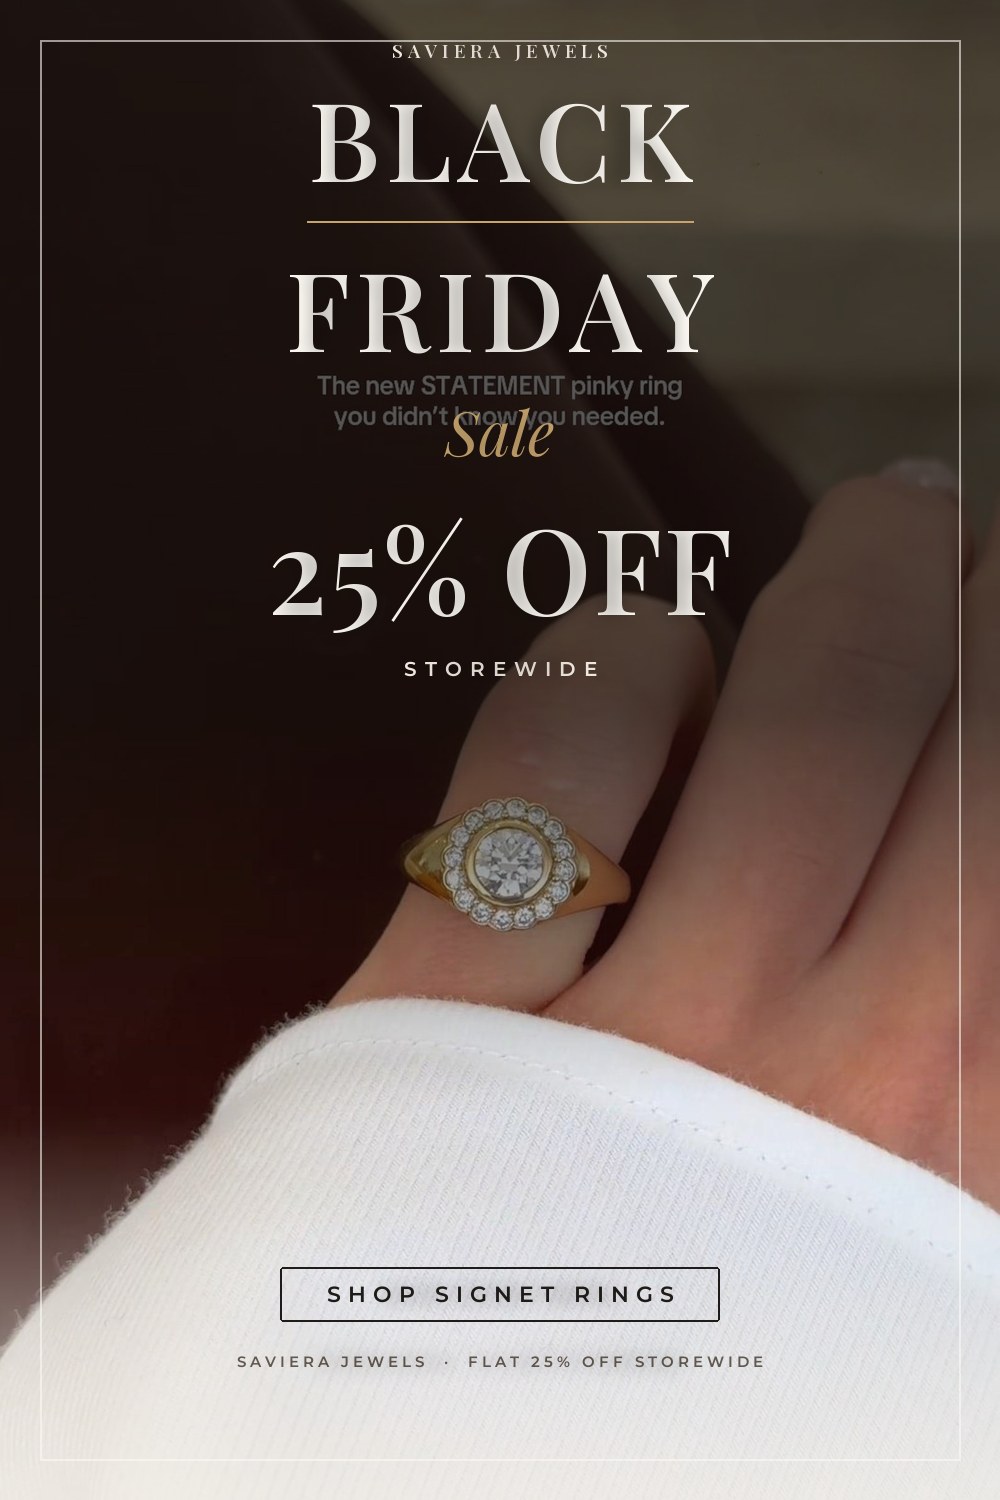 SAVIERA JEWELS
BLACK
FRIDAY
The new STATEMENT pinky ring
you didn't know you needed.
Sale
25% OFF
STOREWIDE
SHOP SIGNET RINGS
SAVIERA JEWELS · FLAT 25% OFF STOREWIDE